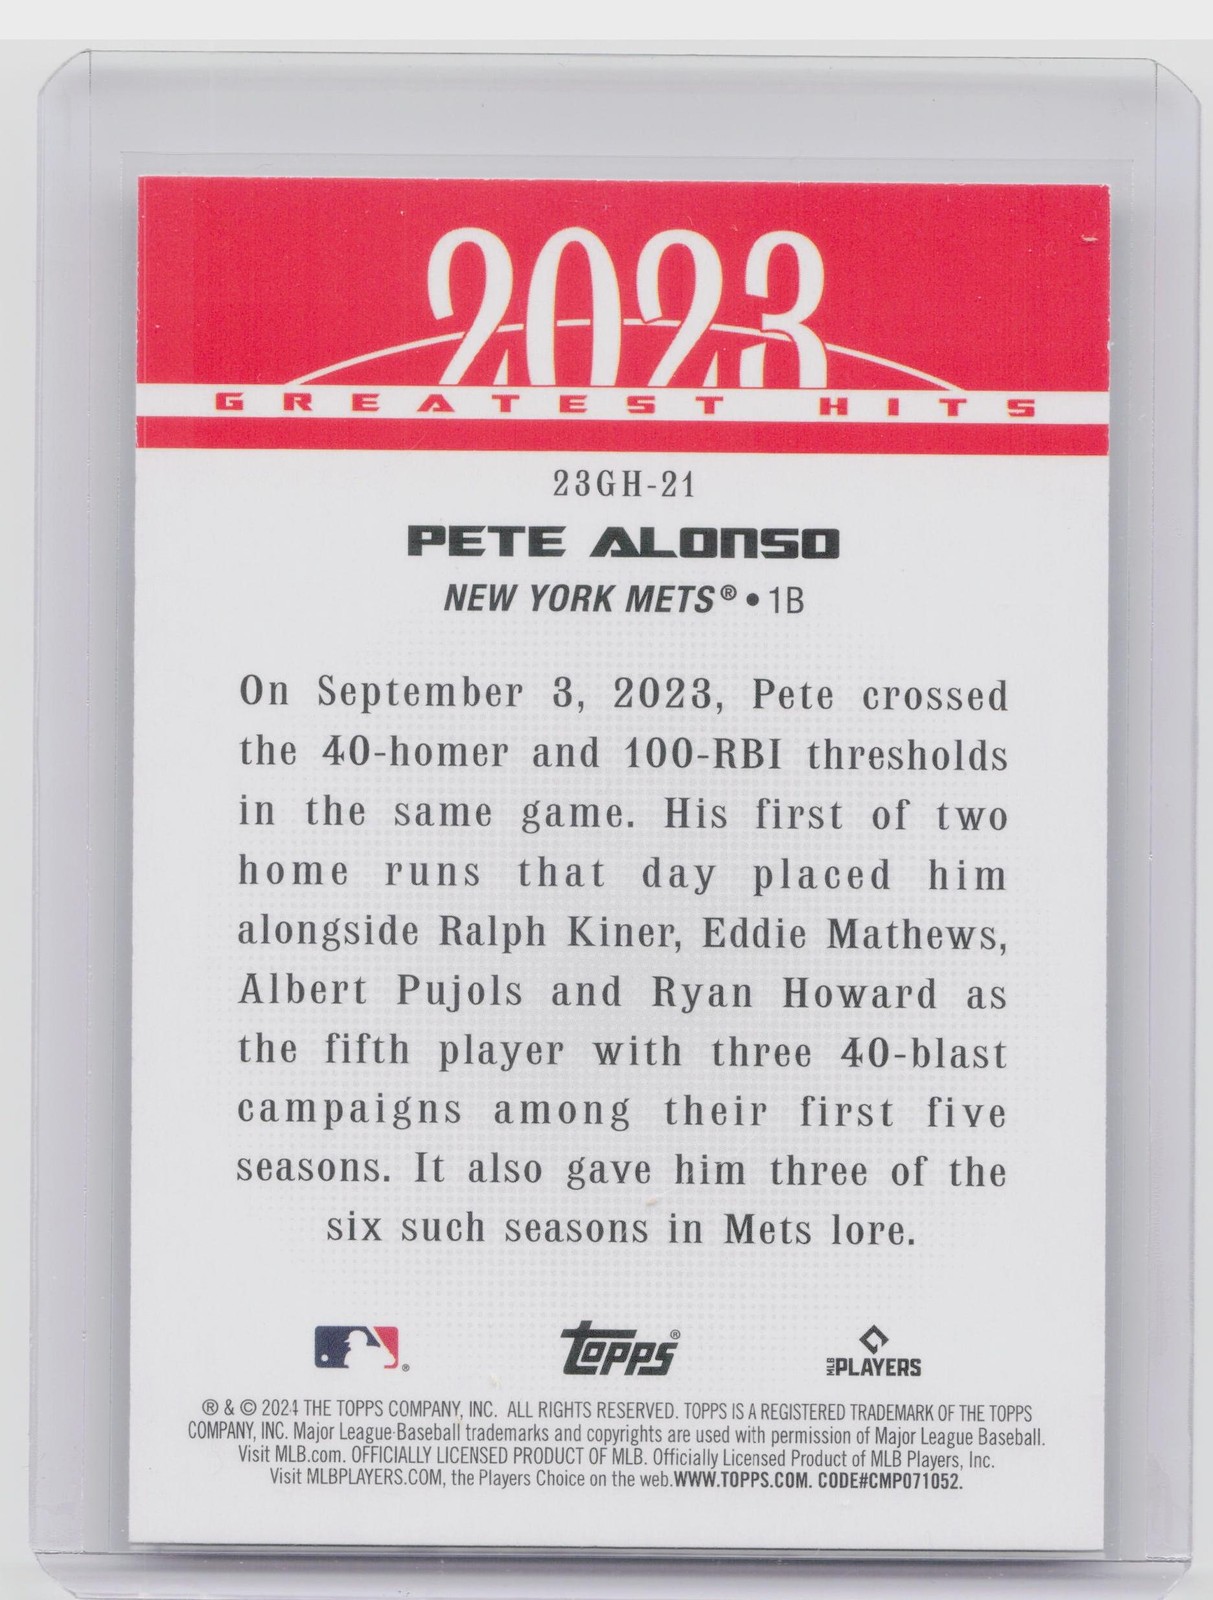 2023
GREATEST HITS
23GH-21
PETE ALONSO
NEW YORK METS® • 1B
On September 3, 2023, Pete crossed
the 40-homer and 100-RBI thresholds
in the same game. His first of two
home runs that day placed him
alongside Ralph Kiner, Eddie Mathews,
Albert Pujols and Ryan Howard as
the fifth player with three 40-blast
campaigns among their first five
seasons. It also gave him three of the
six such seasons in Mets lore.
® topps® MLB PLAYERS
® & © 2024 THE TOPPS COMPANY, INC. ALL RIGHTS RESERVED. TOPPS IS A REGISTERED TRADEMARK OF THE TOPPS
COMPANY, INC. Major League Baseball trademarks and copyrights are used with permission of Major League Baseball.
Visit MLB.com. OFFICIALLY LICENSED PRODUCT OF MLB. Officially Licensed Product of MLB Players, Inc.
Visit MLBPLAYERS.COM, the Players Choice on the web. WWW.TOPPS.COM. CODE#CMP071052.